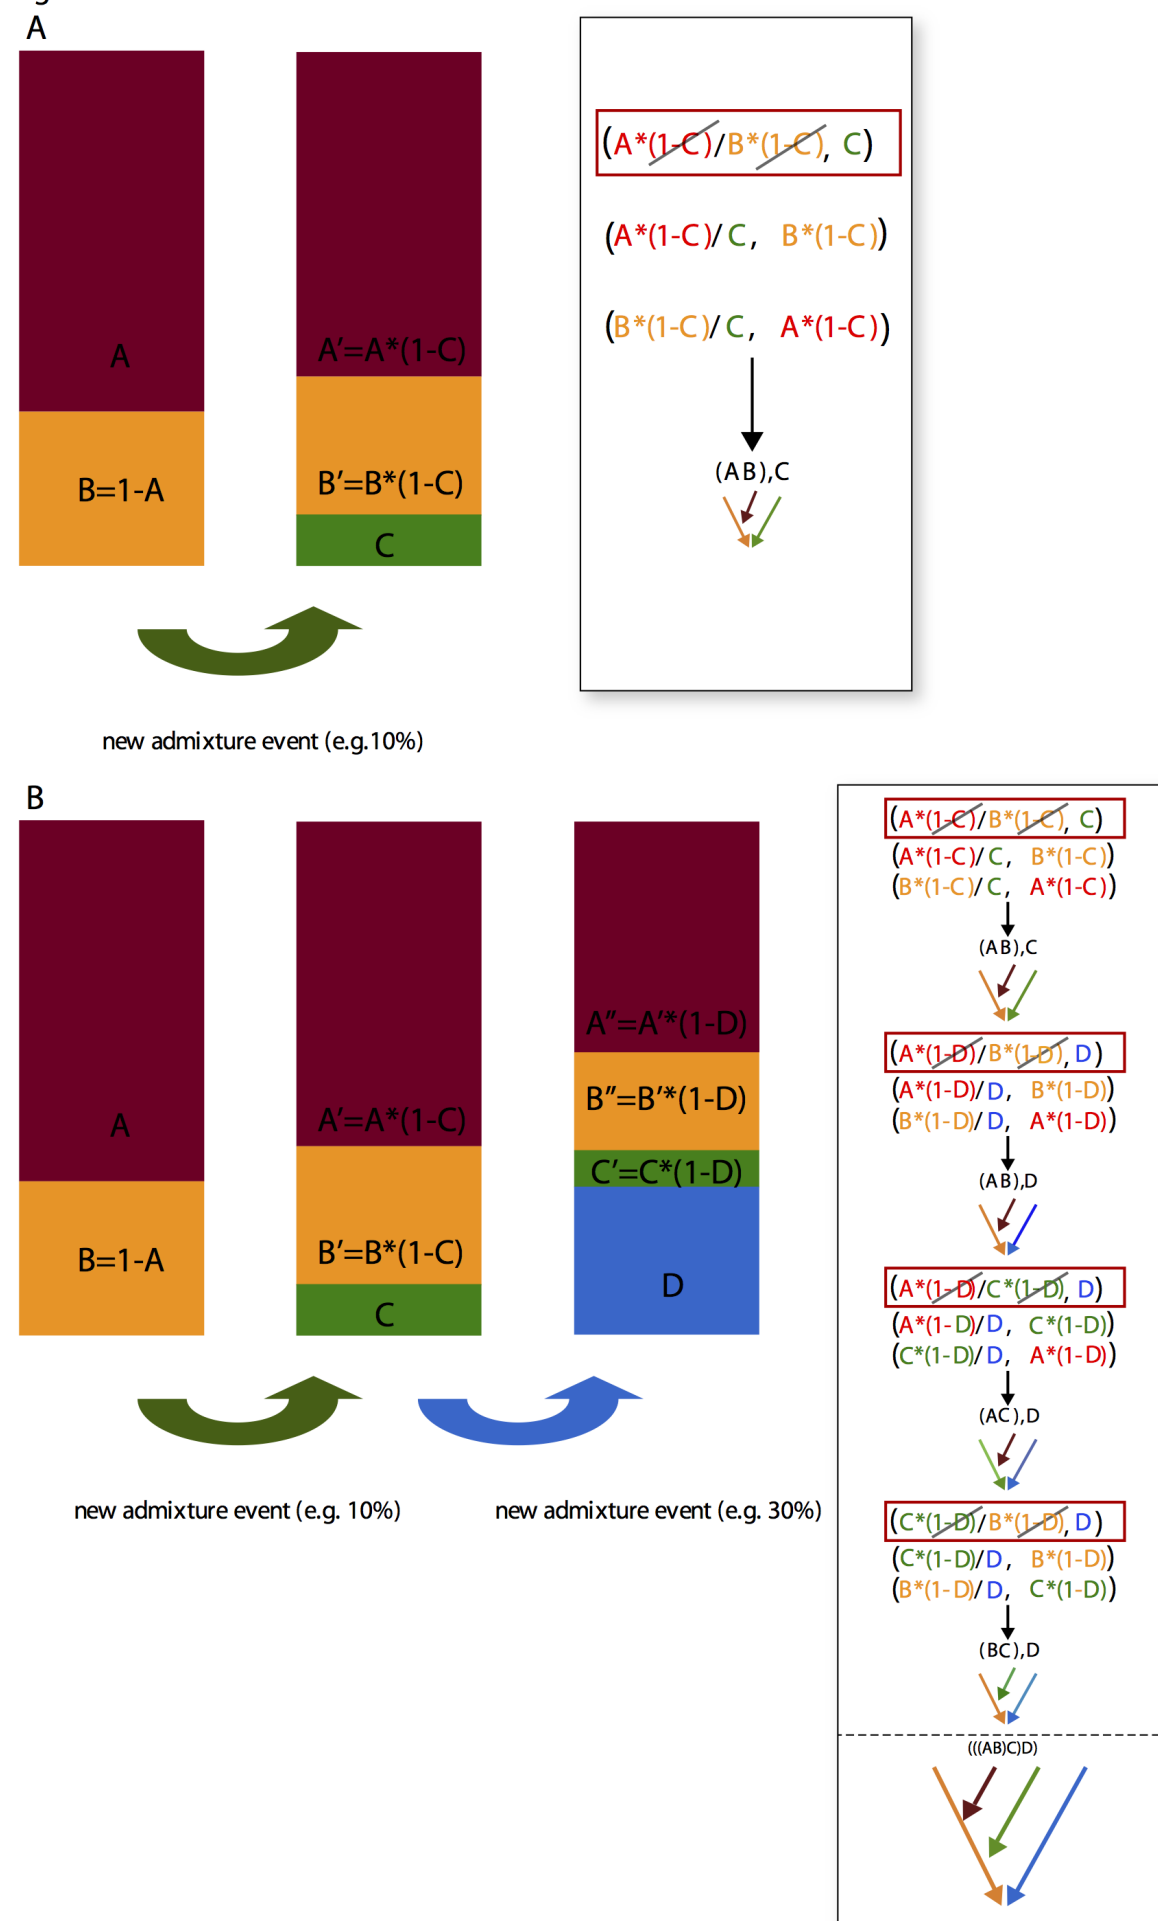 A
A
B=1-A
A′=A*(1-C)
B′=B*(1-C)
C
new admixture event (e.g.10%)
(A*(1-C)/B*(1-C), C)
(A*(1-C)/C, B*(1-C))
(B*(1-C)/C, A*(1-C))
(AB),C
B
A
B=1-A
A′=A*(1-C)
B′=B*(1-C)
C
A″=A′*(1-D)
B″=B′*(1-D)
C′=C*(1-D)
D
new admixture event (e.g. 10%)
new admixture event (e.g. 30%)
(A*(1-C)/B*(1-C), C)
(A*(1-C)/C, B*(1-C))
(B*(1-C)/C, A*(1-C))
(AB),C
(A*(1-D)/B*(1-D), D)
(A*(1-D)/D, B*(1-D))
(B*(1-D)/D, A*(1-D))
(AB),D
(A*(1-D)/C*(1-D), D)
(A*(1-D)/D, C*(1-D))
(C*(1-D)/D, A*(1-D))
(AC),D
(C*(1-D)/B*(1-D), D)
(C*(1-D)/D, B*(1-D))
(B*(1-D)/D, C*(1-D))
(BC),D
(((AB)C)D)